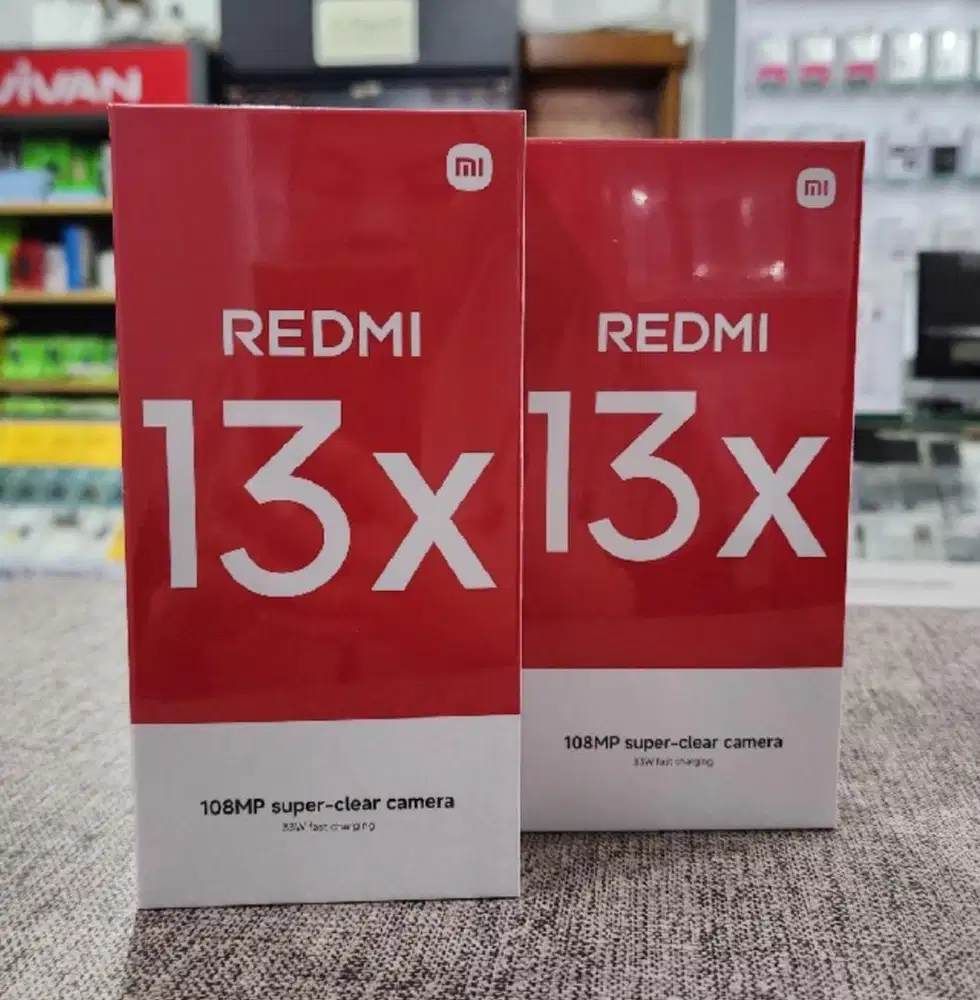 ViVAN
mi
REDMI
13x
108MP super-clear camera
33W fast charging
mi
REDMI
13x
108MP super-clear camera
33W fast charging